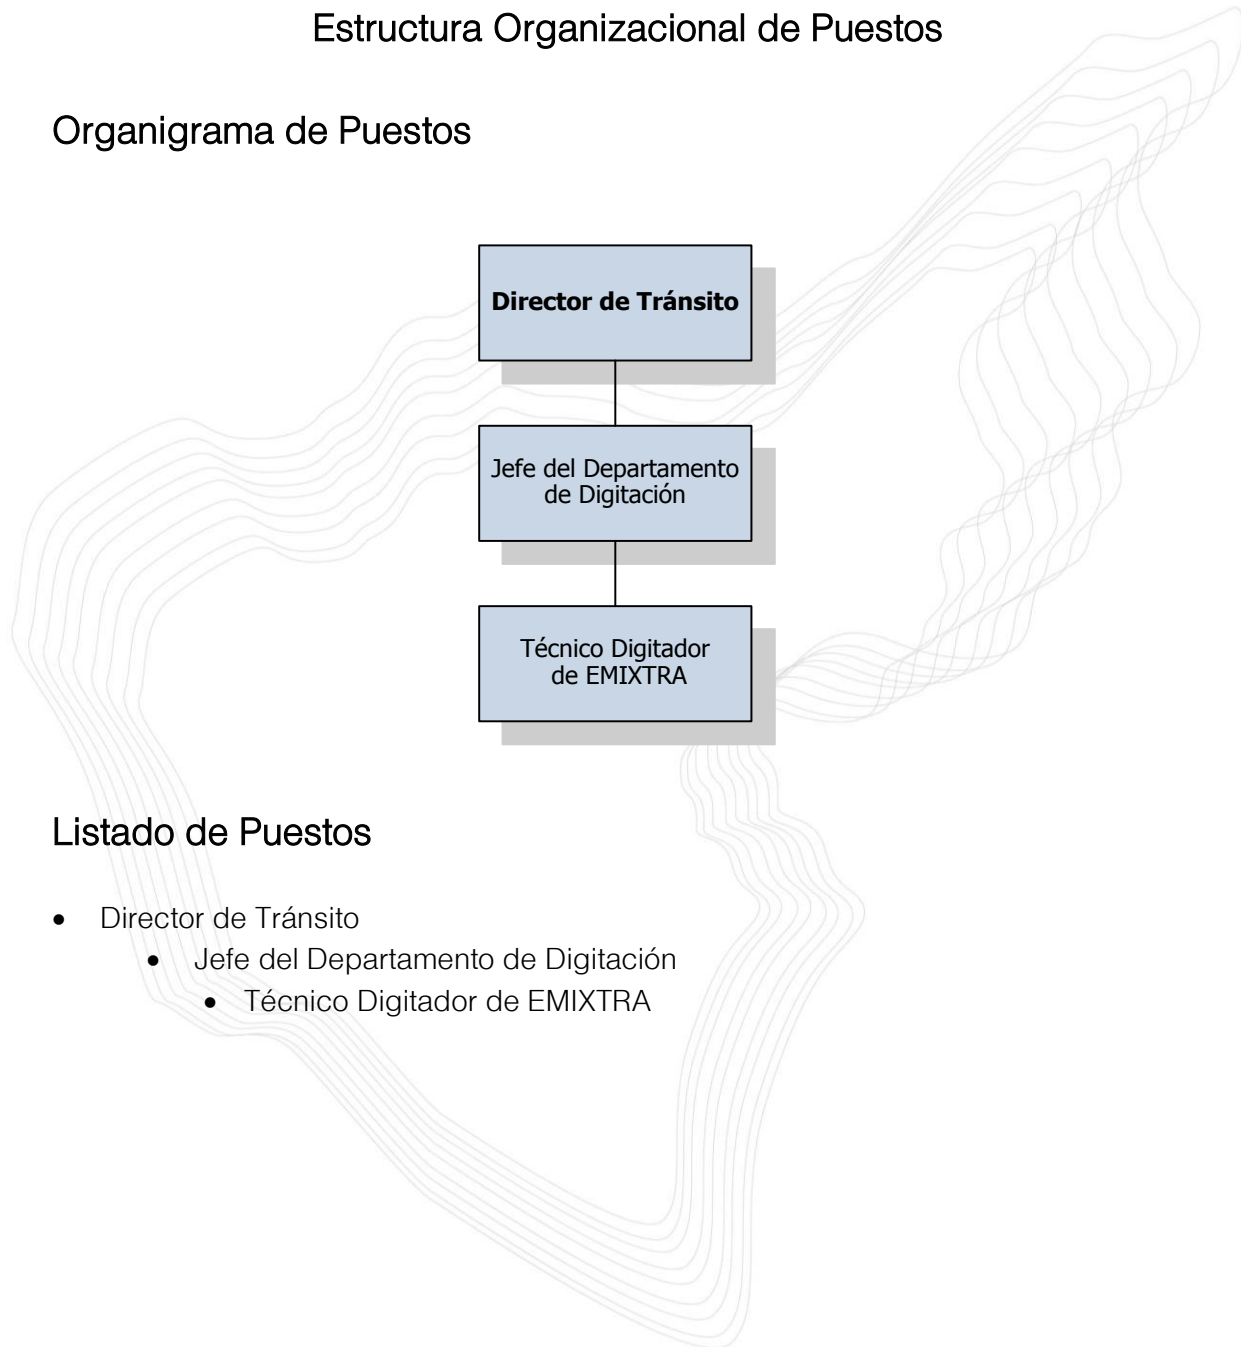 Estructura Organizacional de Puestos
Organigrama de Puestos
Director de Tránsito
Jefe del Departamento
de Digitación
Técnico Digitador
de EMIXTRA
Listado de Puestos
• Director de Tránsito
• Jefe del Departamento de Digitación
• Técnico Digitador de EMIXTRA